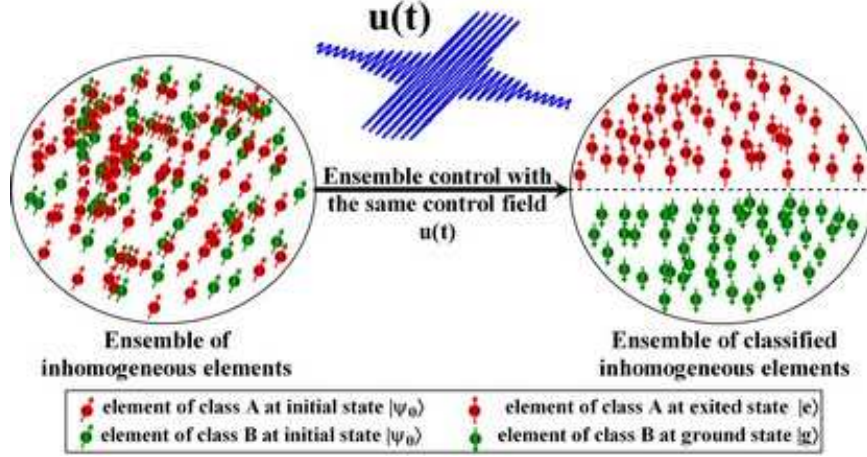 u(t)
Ensemble control with
the same control field
u(t)
Ensemble of
inhomogeneous elements
Ensemble of classified
inhomogeneous elements
element of class A at initial state |ψ₀⟩
element of class A at exited state |e⟩
element of class B at initial state |ψ₀⟩
element of class B at ground state |g⟩